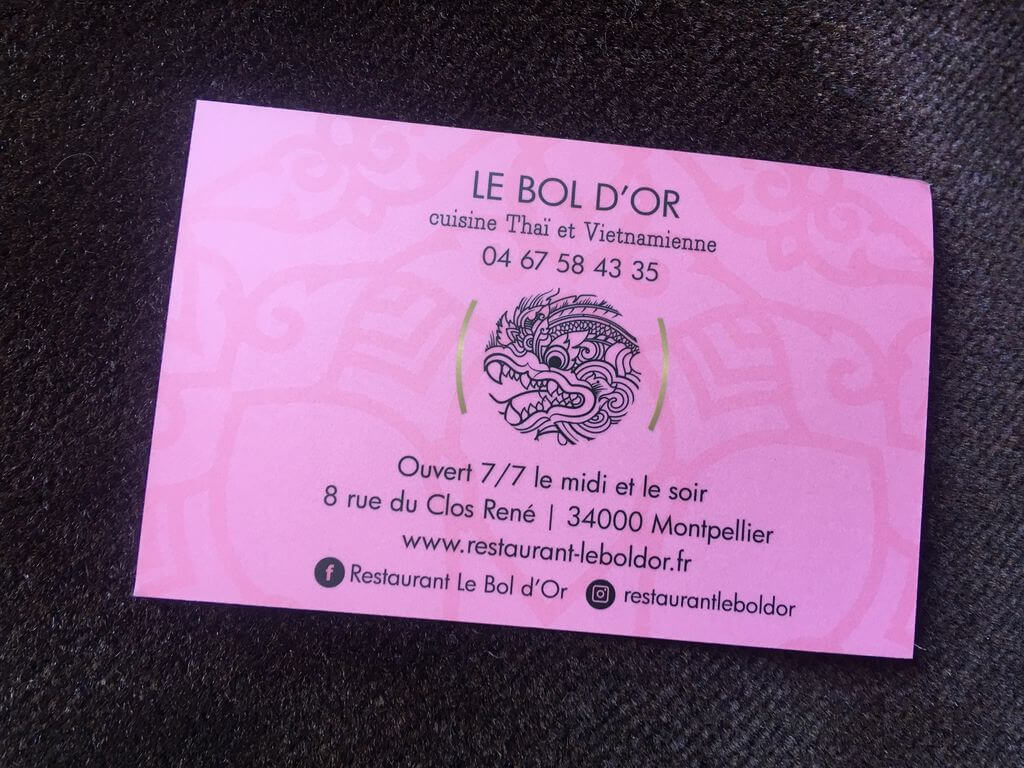 LE BOL D'OR
cuisine Thaï et Vietnamienne
04 67 58 43 35
Ouvert 7/7 le midi et le soir
8 rue du Clos René | 34000 Montpellier
www.restaurant-leboldor.fr
Restaurant Le Bol d'Or restaurantleboldor